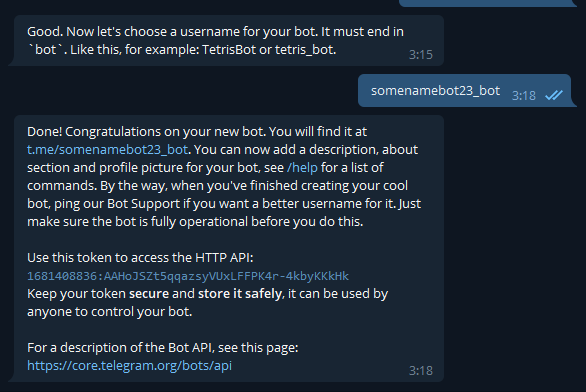 Good. Now let's choose a username for your bot. It must end in
`bot`. Like this, for example: TetrisBot or tetris_bot.
3:15
somenamebot23_bot 3:18
Done! Congratulations on your new bot. You will find it at
t.me/somenamebot23_bot. You can now add a description, about
section and profile picture for your bot, see /help for a list of
commands. By the way, when you've finished creating your cool
bot, ping our Bot Support if you want a better username for it. Just
make sure the bot is fully operational before you do this.
Use this token to access the HTTP API:
1681408836:AAHoJSZt5qqazsyVUxLFFPK4r-4kbyKKkHk
Keep your token secure and store it safely, it can be used by
anyone to control your bot.
For a description of the Bot API, see this page:
https://core.telegram.org/bots/api
3:18